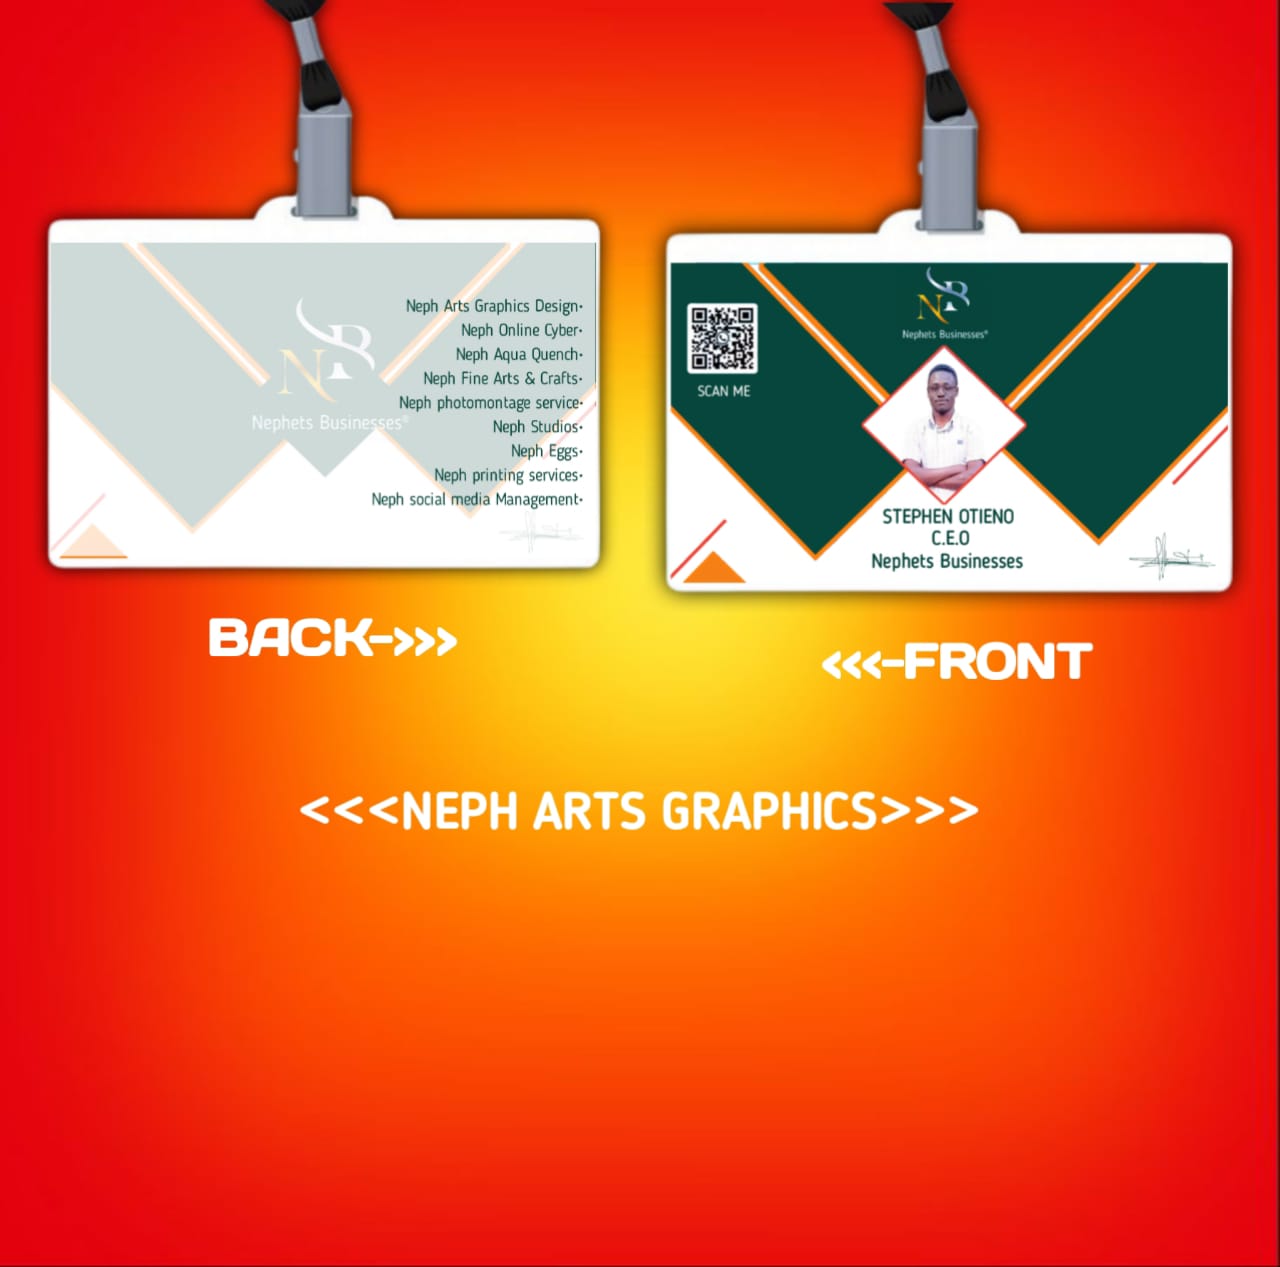 Neph Arts Graphics Design•
Neph Online Cyber•
Neph Aqua Quench•
Neph Fine Arts & Crafts•
Neph photomontage service•
Neph Studios•
Neph Eggs•
Neph printing services•
Neph social media Management•
NB
Nephets Businesses®
NB
Nephets Businesses®
SCAN ME
STEPHEN OTIENO
C.E.O
Nephets Businesses
BACK->>>
<<<-FRONT
<<<NEPH ARTS GRAPHICS>>>